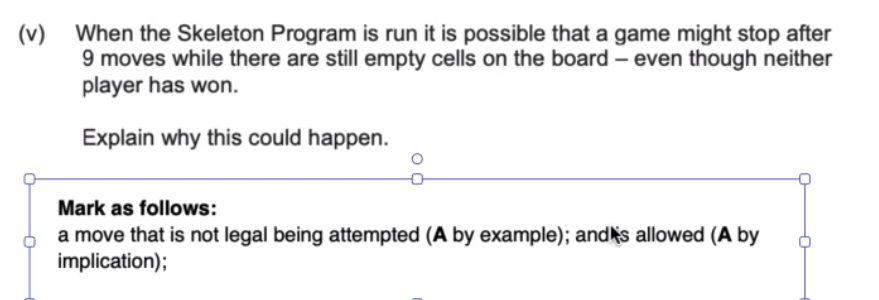 (v) When the Skeleton Program is run it is possible that a game might stop after
9 moves while there are still empty cells on the board – even though neither
player has won.
Explain why this could happen.
Mark as follows:
a move that is not legal being attempted (A by example); and is allowed (A by
implication);